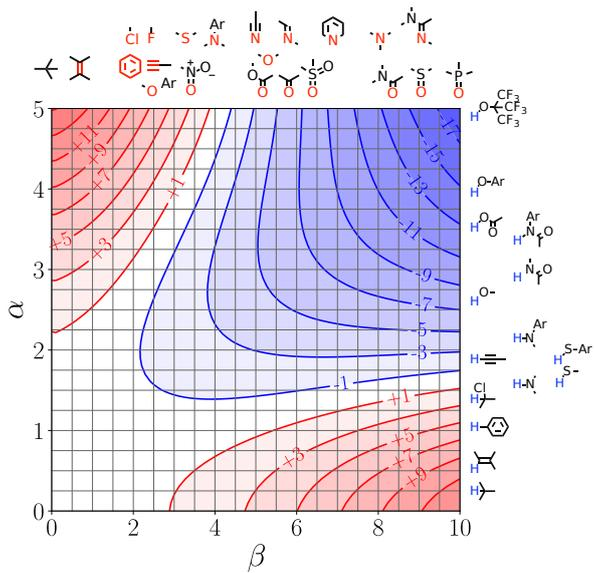 Ar
N
Cl F S N N N N N N
O
O
N O
−
O
O Ar
O S O
O O O
N S P
O O O
5
4
3
2
1
0
α
0 2 4 6 8 10
β
+11
+9
+7
+5
+3
+1
-17
-15
-13
-11
-9
-7
-5
-3
-1
+1
+3
+5
+7
+9
H O CF3
CF3
CF3
H O-Ar
H O
O
Ar
H N O
H N O
H O
Ar
H-N
H
S-Ar
H
S
H
H-N
Cl
H
H
H
H